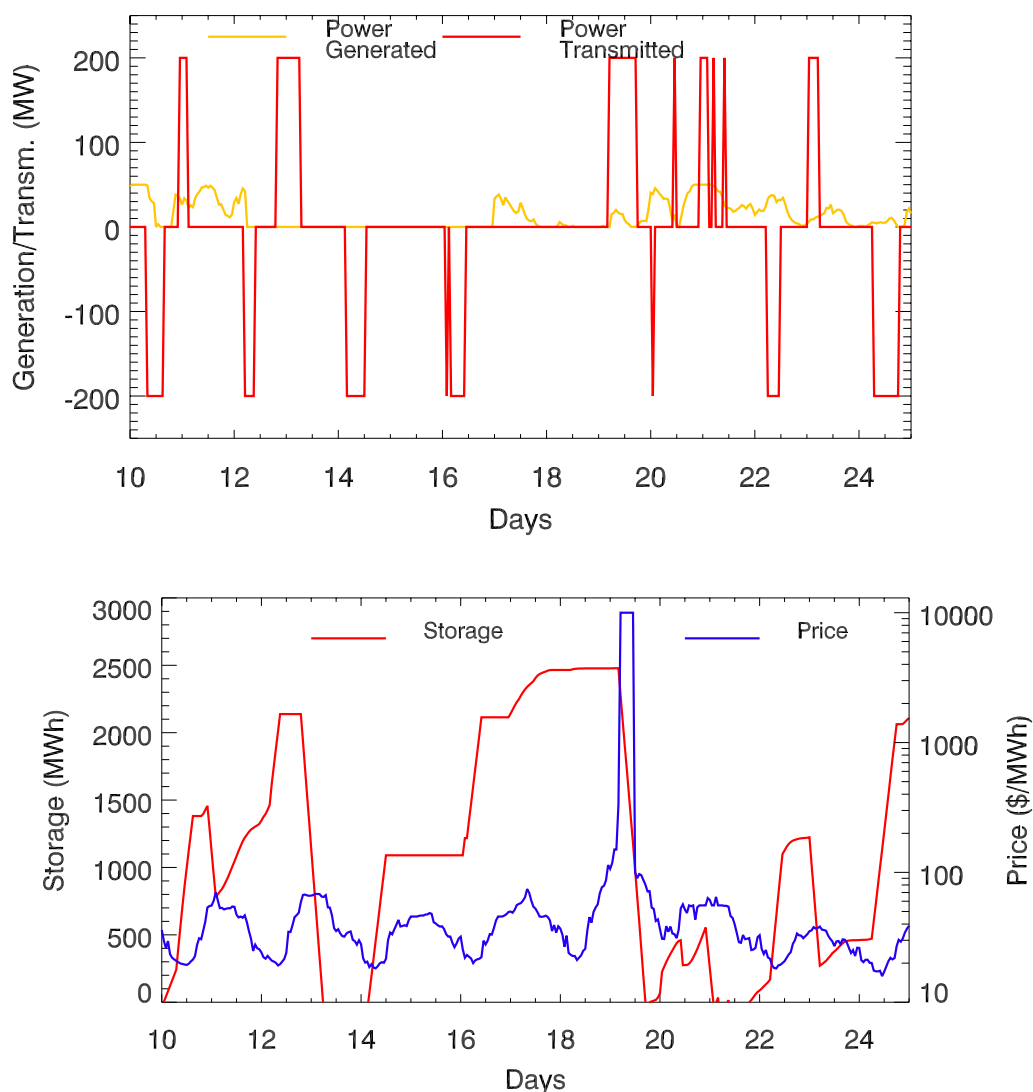 Power Generated
Power Transmitted
Generation/Transm. (MW)
200
100
0
-100
-200
10 12 14 16 18 20 22 24
Days
Storage
Price
Storage (MWh)
3000
2500
2000
1500
1000
500
0
10000
1000
100
10
Price ($/MWh)
10 12 14 16 18 20 22 24
Days